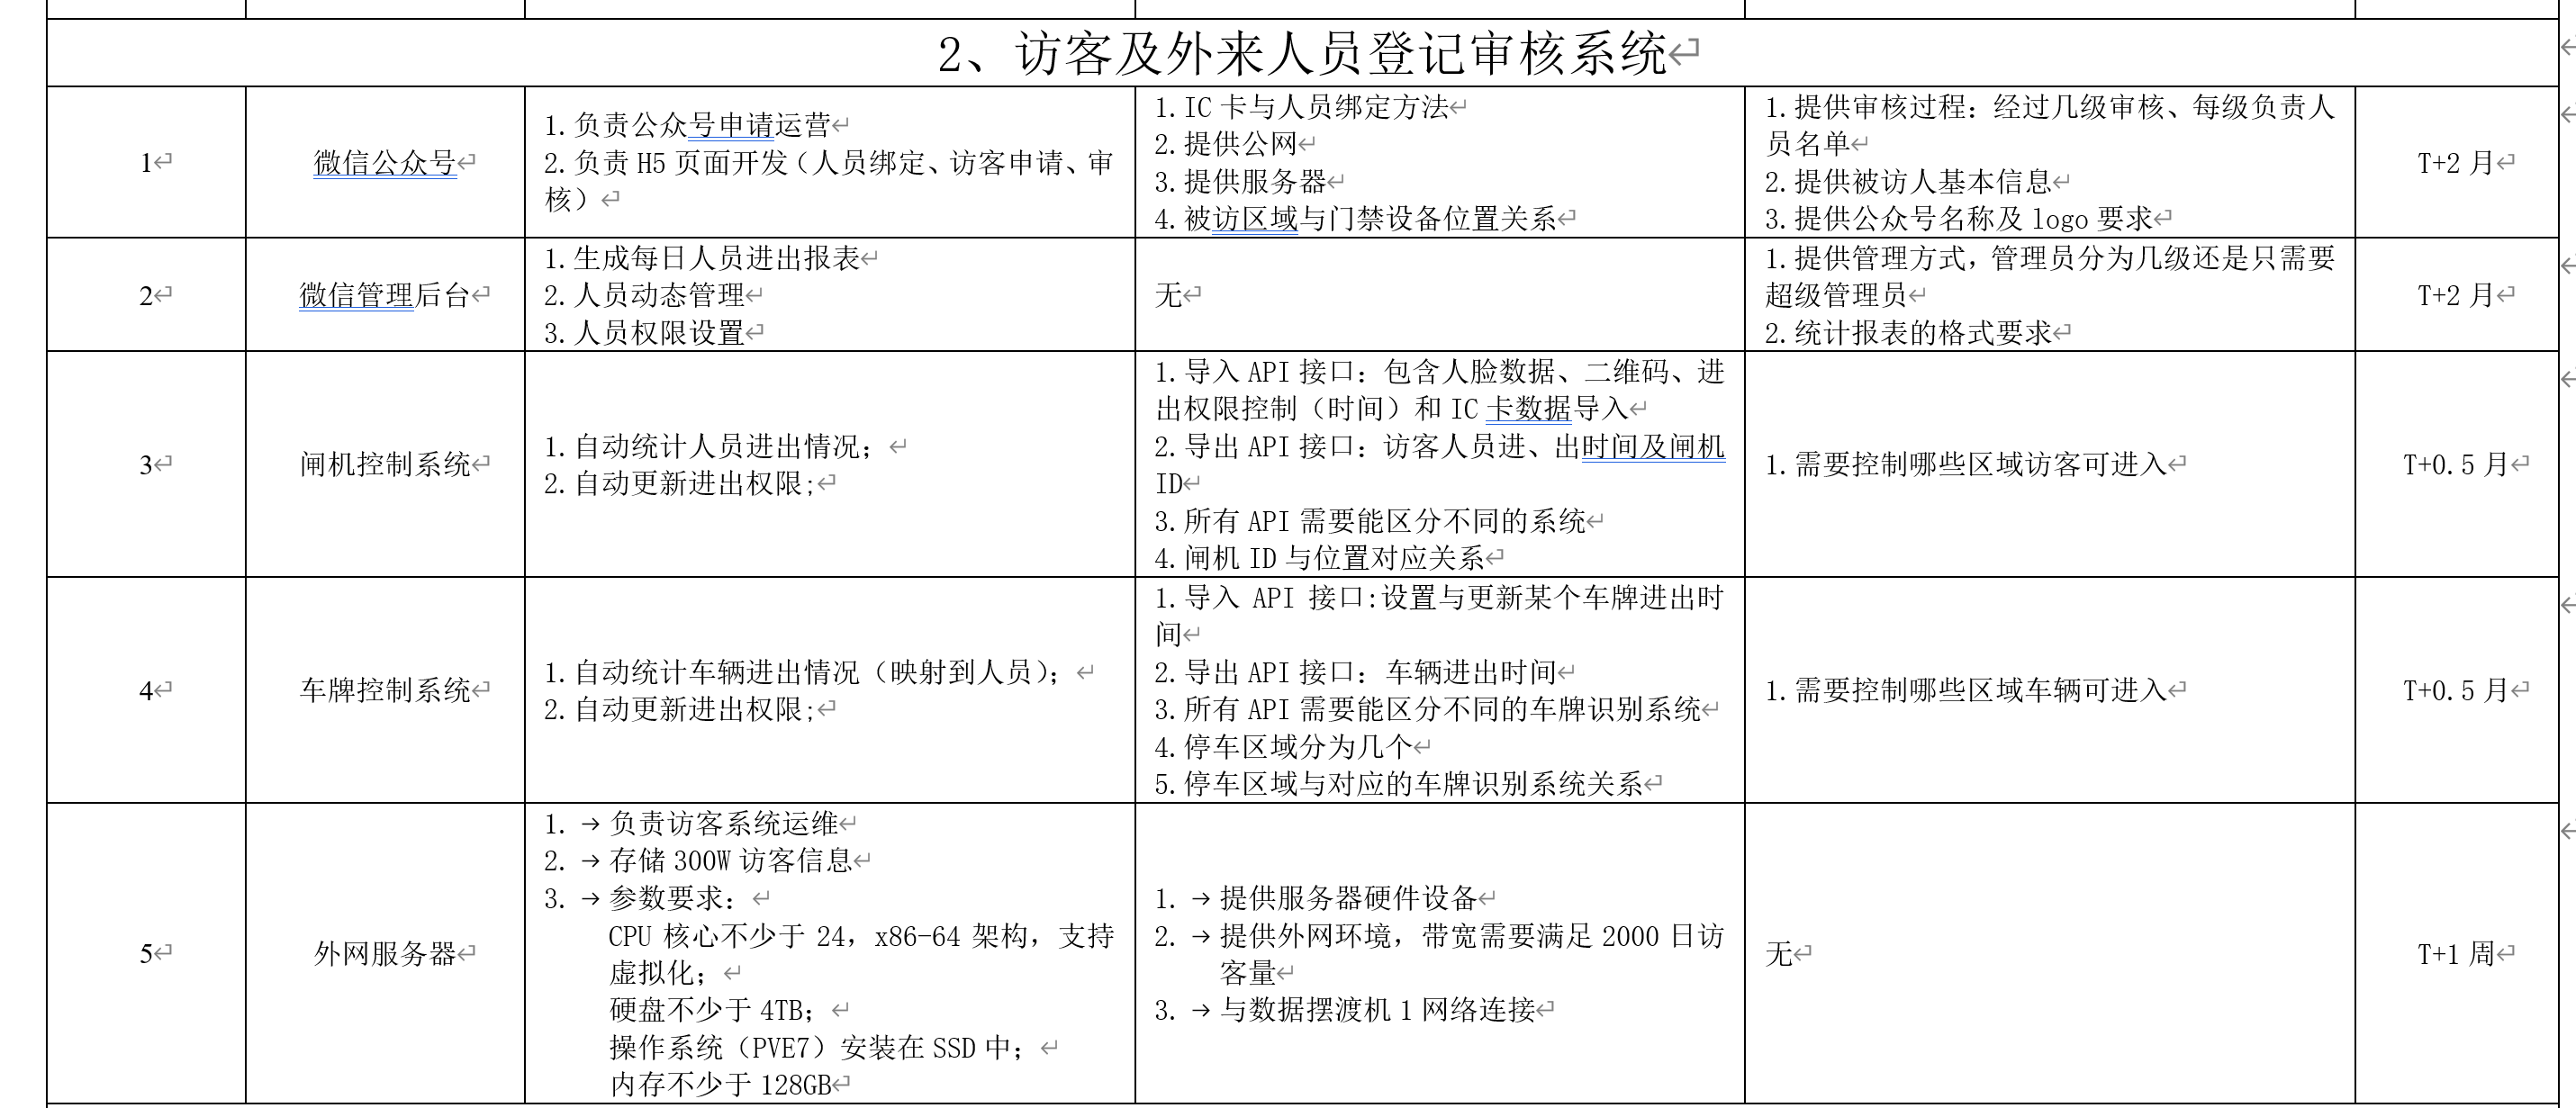 2、访客及外来人员登记审核系统
1
微信公众号
1.负责公众号申请运营
2.负责 H5 页面开发（人员绑定、访客申请、审
核）
1.IC 卡与人员绑定方法
2.提供公网
3.提供服务器
4.被访区域与门禁设备位置关系
1.提供审核过程：经过几级审核、每级负责人
员名单
2.提供被访人基本信息
3.提供公众号名称及 logo 要求
T+2 月
2
微信管理后台
1.生成每日人员进出报表
2.人员动态管理
3.人员权限设置
无
1.提供管理方式，管理员分为几级还是只需要
超级管理员
2.统计报表的格式要求
T+2 月
3
闸机控制系统
1.自动统计人员进出情况；
2.自动更新进出权限;
1.导入 API 接口：包含人脸数据、二维码、进
出权限控制（时间）和 IC 卡数据导入
2.导出 API 接口：访客人员进、出时间及闸机
ID
3.所有 API 需要能区分不同的系统
4.闸机 ID 与位置对应关系
1.需要控制哪些区域访客可进入
T+0.5 月
4
车牌控制系统
1.自动统计车辆进出情况（映射到人员）；
2.自动更新进出权限;
1.导入 API 接口:设置与更新某个车牌进出时
间
2.导出 API 接口：车辆进出时间
3.所有 API 需要能区分不同的车牌识别系统
4.停车区域分为几个
5.停车区域与对应的车牌识别系统关系
1.需要控制哪些区域车辆可进入
T+0.5 月
5
外网服务器
1. → 负责访客系统运维
2. → 存储 300W 访客信息
3. → 参数要求：
CPU 核心不少于 24，x86-64 架构，支持
虚拟化；
硬盘不少于 4TB；
操作系统（PVE7）安装在 SSD 中；
内存不少于 128GB
1. → 提供服务器硬件设备
2. → 提供外网环境，带宽需要满足 2000 日访
客量
3. → 与数据摆渡机 1 网络连接
无
T+1 周